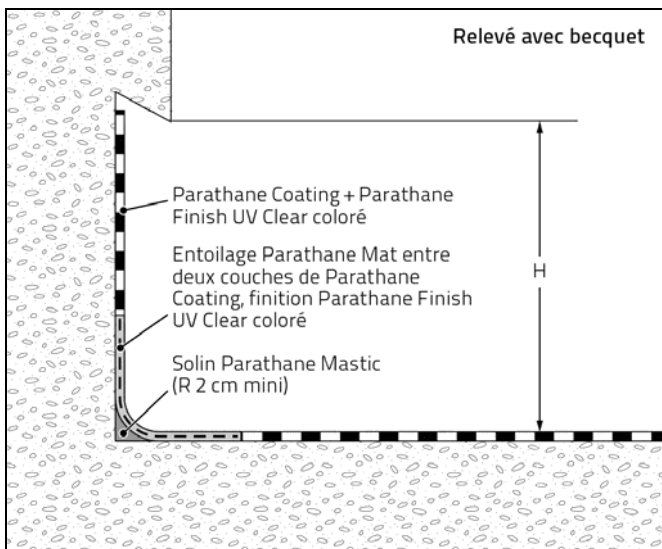 Relevé avec becquet
Parathane Coating + Parathane
Finish UV Clear coloré
Entoilage Parathane Mat entre
deux couches de Parathane
Coating, finition Parathane Finish
UV Clear coloré
H
Solin Parathane Mastic
(R 2 cm mini)